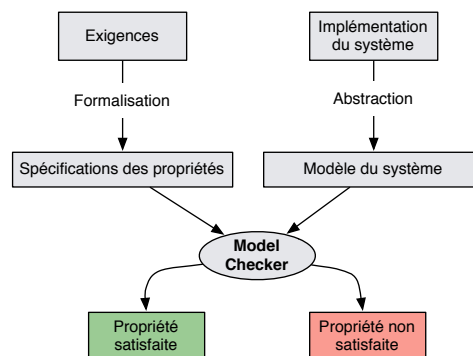 Exigences
Implémentation
du système
Formalisation
Abstraction
Spécifications des propriétés
Modèle du système
Model
Checker
Propriété
satisfaite
Propriété non
satisfaite